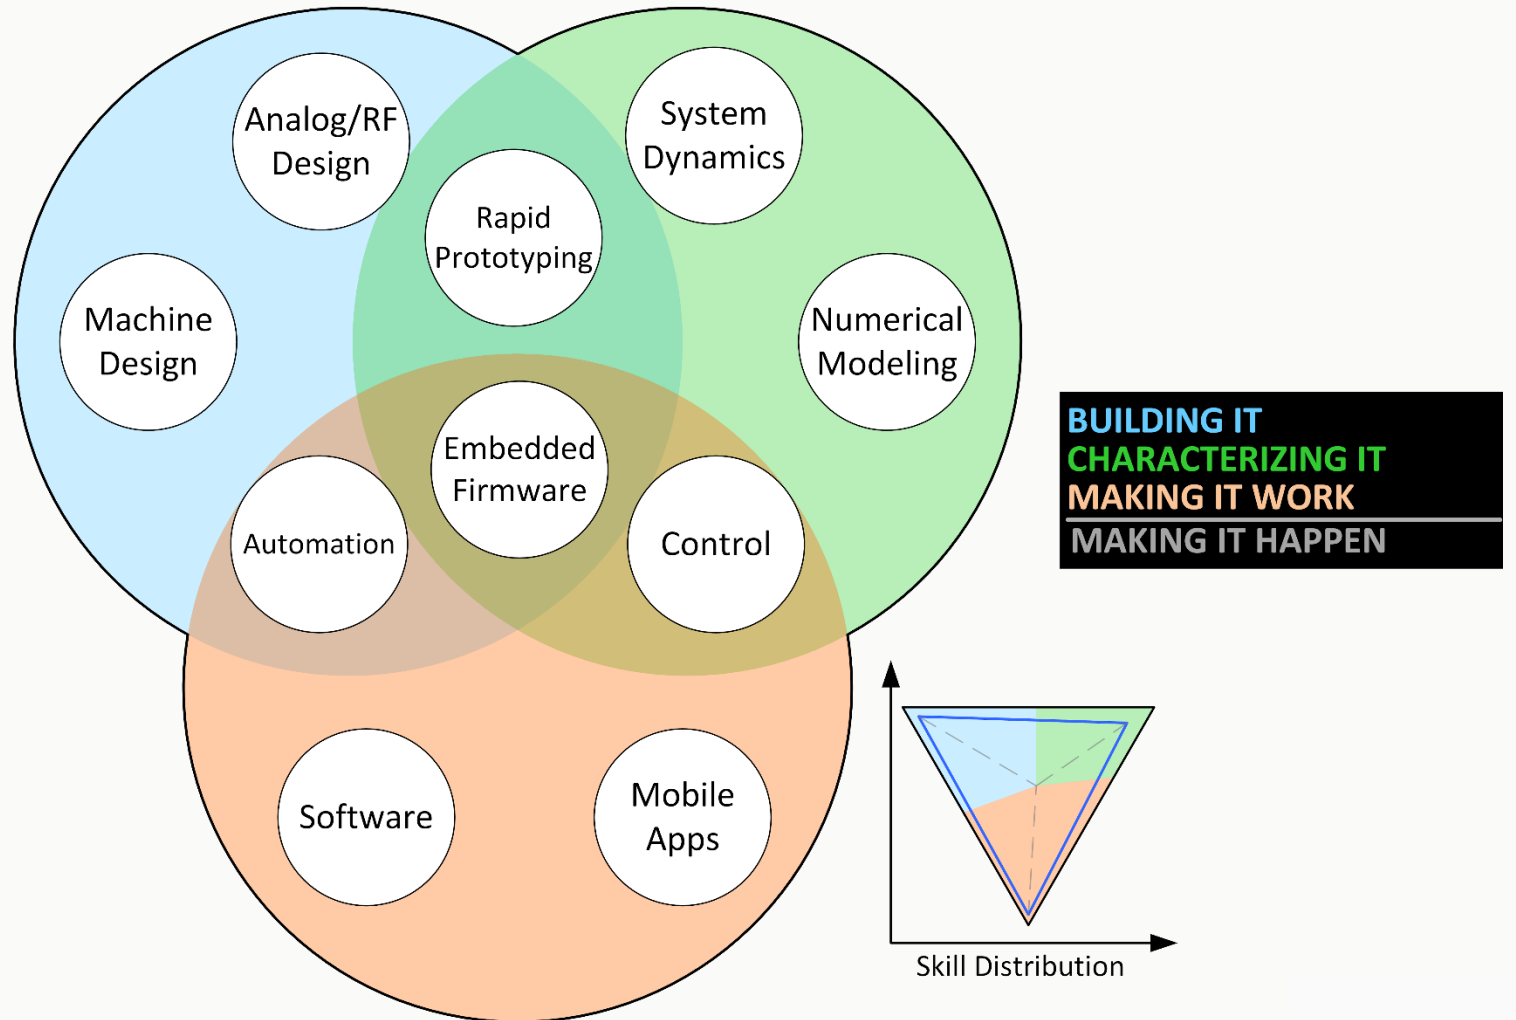 Analog/RF
Design
System
Dynamics
Rapid
Prototyping
Machine
Design
Numerical
Modeling
Embedded
Firmware
Automation
Control
Software
Mobile
Apps
BUILDING IT
CHARACTERIZING IT
MAKING IT WORK
MAKING IT HAPPEN
Skill Distribution